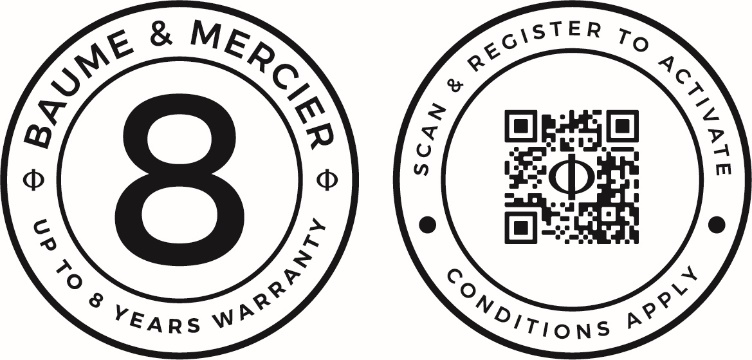 BAUME & MERCIER
Φ 8 Φ
UP TO 8 YEARS WARRANTY
SCAN & REGISTER TO ACTIVATE
Φ
CONDITIONS APPLY